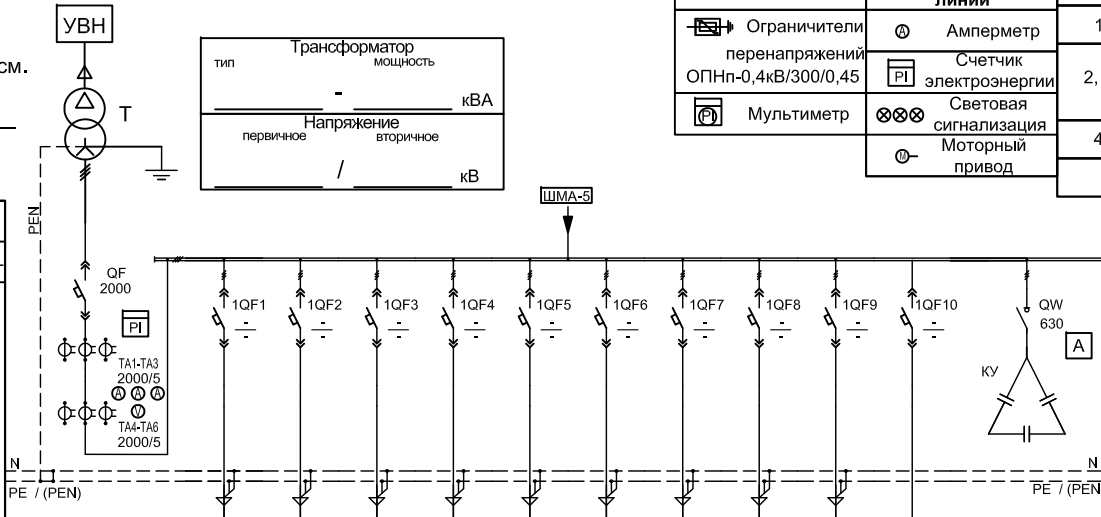 УВН
см.
Т
Трансформатор
тип мощность
- кВА
Напряжение
первичное вторичное
/ кВ
линии
Ограничители
перенапряжений
ОПНп-0,4кВ/300/0,45
A Амперметр
PI Счетчик
электроэнергии
PI Мультиметр
Световая
сигнализация
M Моторный
привод
1
2,
4
ШМА-5
PEN
QF
2000
PI
TA1-TA3
2000/5
A A A
V
TA4-TA6
2000/5
1QF1 1QF2 1QF3 1QF4 1QF5 1QF6 1QF7 1QF8 1QF9 1QF10
- - - - - - - - - -
- - - - - - - - - -
QW
630
A
КУ
N N
PE / (PEN) PE / (PEN